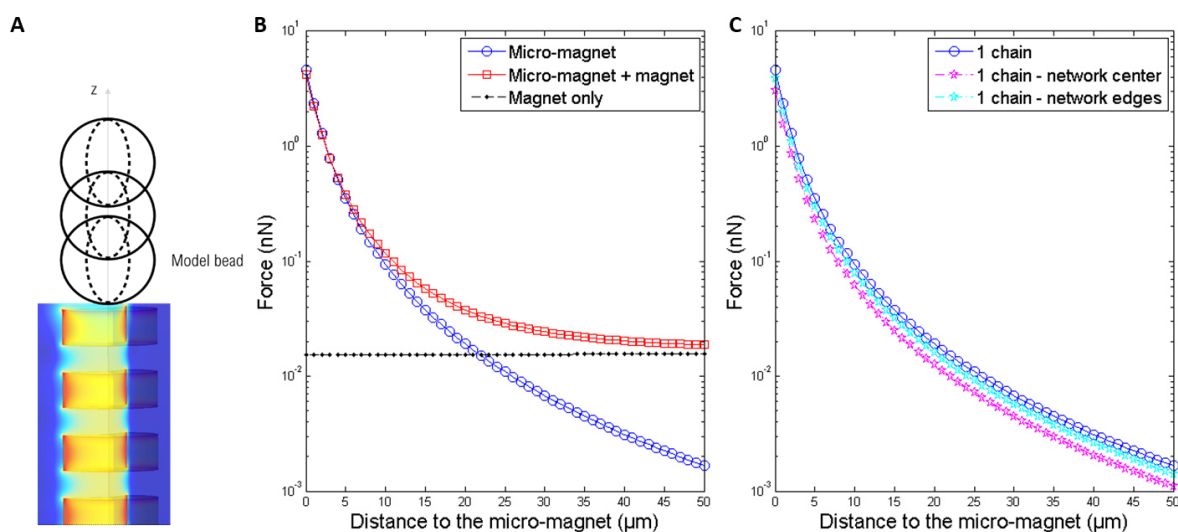 A
z
Model bead
B
10^1
10^0
10^-1
10^-2
10^-3
Force (nN)
0 5 10 15 20 25 30 35 40 45 50
Distance to the micro-magnet (µm)
Micro-magnet
Micro-magnet + magnet
Magnet only
C
10^1
10^0
10^-1
10^-2
10^-3
Force (nN)
0 5 10 15 20 25 30 35 40 45 50
Distance to the micro-magnet (µm)
1 chain
1 chain - network center
1 chain - network edges